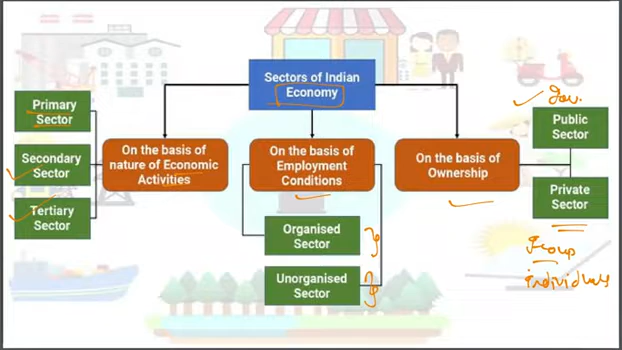 Sectors of Indian
Economy
Primary
Sector
Secondary
Sector
Tertiary
Sector
On the basis of
nature of Economic
Activities
On the basis of
Employment
Conditions
On the basis of
Ownership
Gov.
Public
Sector
Private
Sector
Organised
Sector
Unorganised
Sector
group
individuals